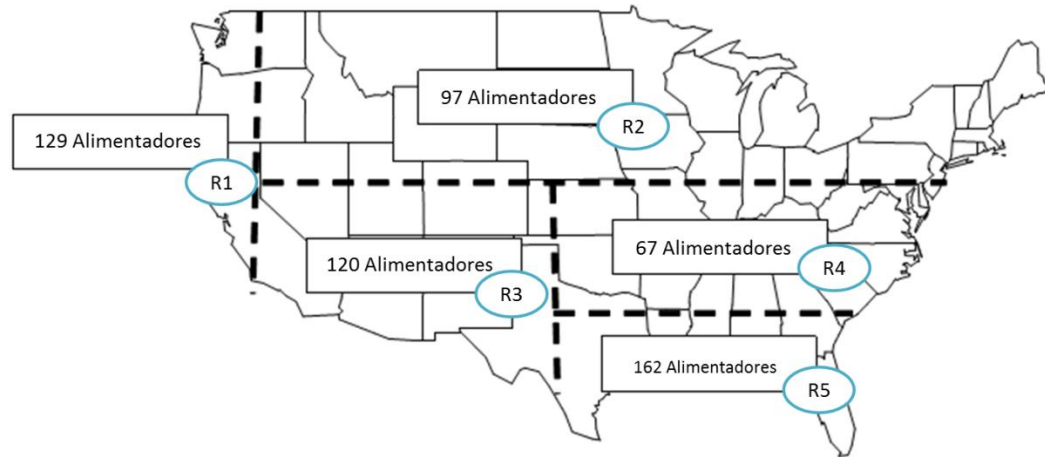 97 Alimentadores
R2
129 Alimentadores
R1
67 Alimentadores
R4
120 Alimentadores
R3
162 Alimentadores
R5